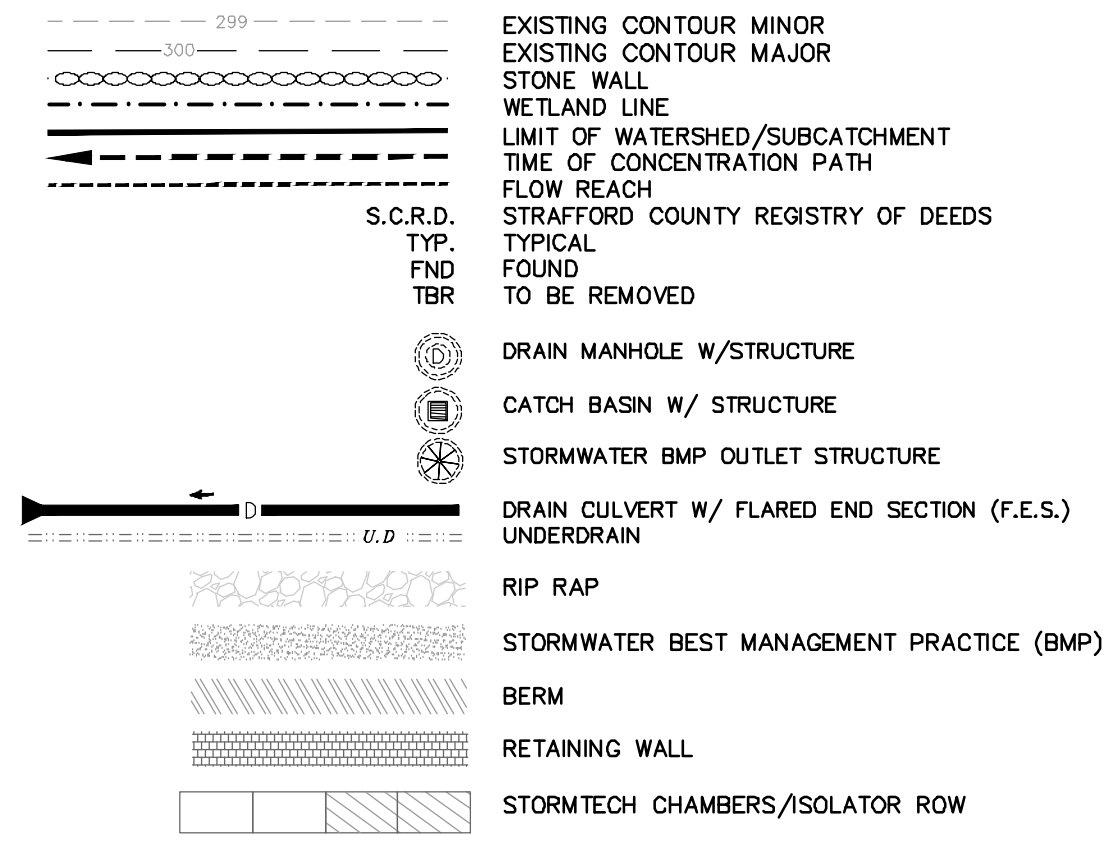 299 EXISTING CONTOUR MINOR
300 EXISTING CONTOUR MAJOR
STONE WALL
WETLAND LINE
LIMIT OF WATERSHED/SUBCATCHMENT
TIME OF CONCENTRATION PATH
FLOW REACH
S.C.R.D. STRAFFORD COUNTY REGISTRY OF DEEDS
TYP. TYPICAL
FND FOUND
TBR TO BE REMOVED
D DRAIN MANHOLE W/STRUCTURE
CATCH BASIN W/ STRUCTURE
STORMWATER BMP OUTLET STRUCTURE
D DRAIN CULVERT W/ FLARED END SECTION (F.E.S.)
U.D UNDERDRAIN
RIP RAP
STORMWATER BEST MANAGEMENT PRACTICE (BMP)
BERM
RETAINING WALL
STORMTECH CHAMBERS/ISOLATOR ROW